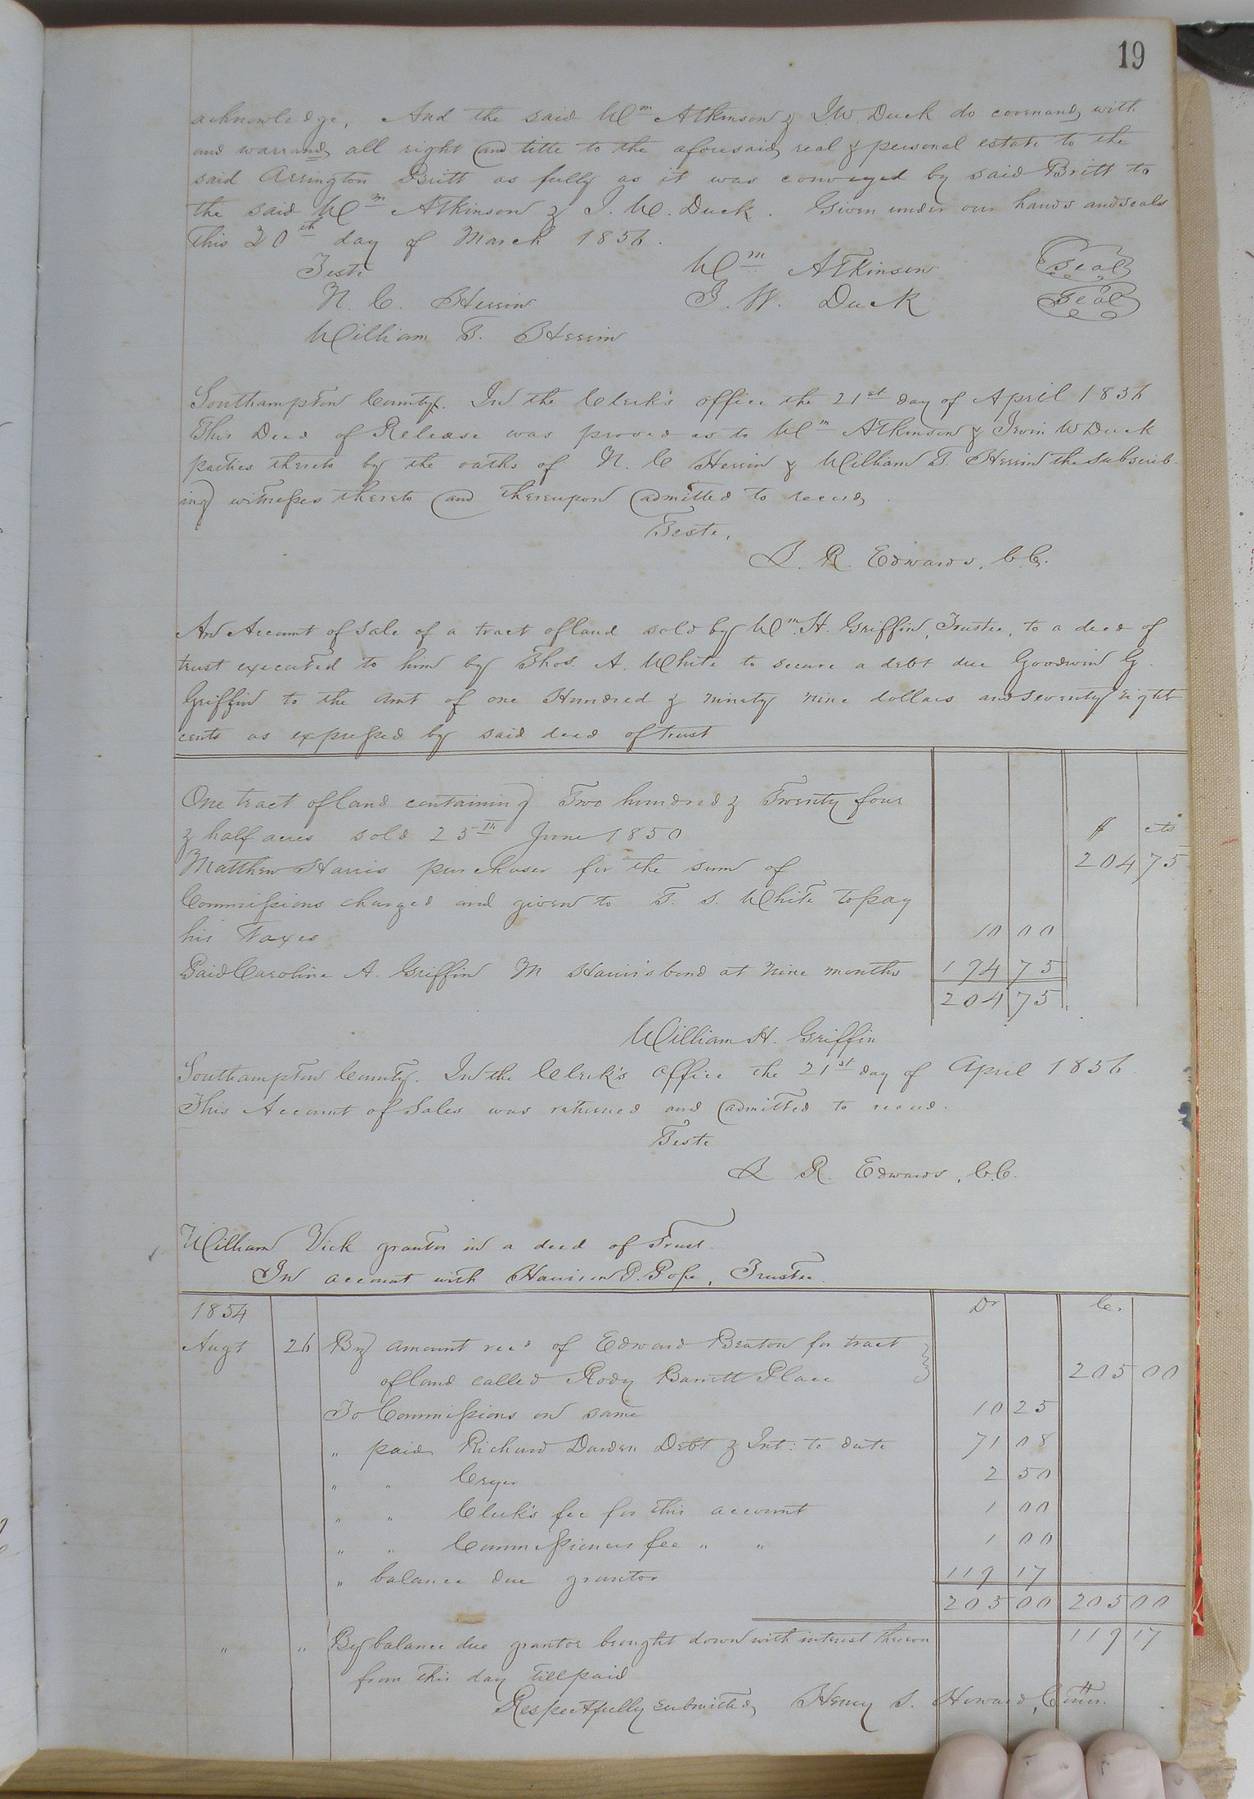 19
acknowledge, And the said Wm Atkinson & I W. Duck do covenand, with
and warrand, all right and title to the aforesaid, real & personal estate to the
said Arrington Britt as fully as it was conveyed by said Britt to
the said Wm Atkinson & I. W. Duck. Given under our hands and seals
this 20th day of March 1856.
Teste Wm Atkinson Seal
N. C. Herrin I. W. Duck Seal
William T. Herrin
Southampton County. In the Clerk's office the 21st day of April 1856
This Deed of Release was proved as to Wm Atkinson & Irwin W Duck
parties thereto by the oaths of N. C Herrin & William T. Herrin the subscrib-
ing witnesses thereto and thereupon admitted to record,
Teste,
L. R. Edwards, C.C.
An Account of Sale of a tract of land sold by Wm. H. Griffin, Trustee, to a deed of
trust executed to him by Thos. A. White to secure a debt due Goodwin G.
Griffin to the amt of one Hundred & ninety nine dollars and seventy eight
cents as expressed by said deed of trust
One tract of land containing Two hundred & Twenty four
& half acres sold 25th June 1850 $ cts
Matthew Harris purchaser for the sum of 204 75
Commissions charged and given to T. S. White to pay
his Taxes 10 00
Paid Caroline A. Griffin M Harris's bond at nine months 194 75
204 75
William H. Griffin
Southampton County. In the Clerk's Office the 21st day of April 1856
This Account of Sales was returned and admitted to record.
Teste
L R. Edwards, C.C.
William Vick grantor in a deed of Trust
In account with Harrison P. Pope, Trustee.
1854 Dr Cr.
Augt 26 By amount recd of Edward Beaton for tract
of land called Rody Barrett Place 205 00
To Commissions on same 10 25
" paid Richard Darden Debt & Int: to date 71 08
" " Cryer 2 50
" " Clerk's fee for this account 1 00
" " Commissioners fee " " 1 00
" balance due grantor 119 17
205 00 205 00
" " By balance due grantor brought down with interest thereon 119 17
from this day till paid
Respectfully submitted, Henry S. Howard, Comr.